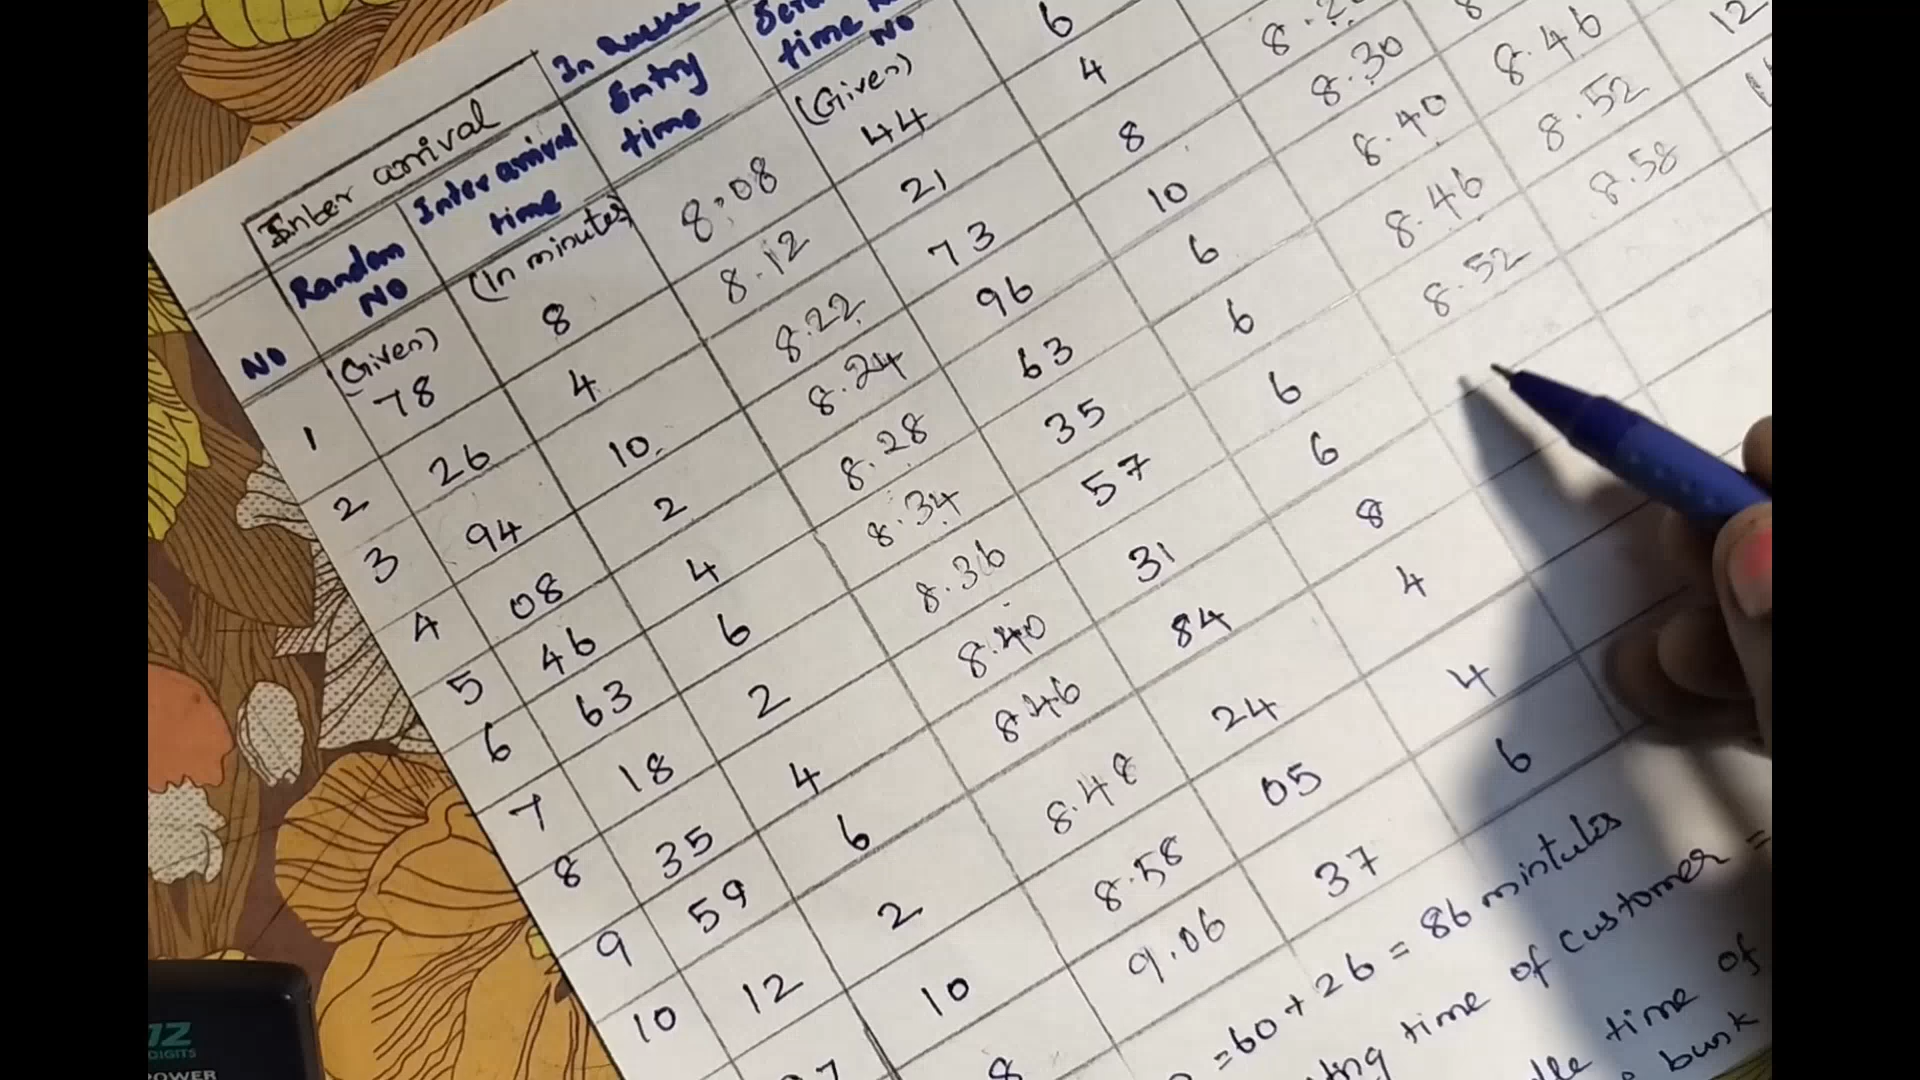 Inter arrival
In
NO
Random NO (Given)
Inter arrival time (In minutes)
Entry time
time NO (Given)
1 78 8 8:08 44 6
2 26 4 8.12 21 4 8.30 8.46 12
3 94 10 8.22 73 8 8.40 8.52
4 08 2 8.24 96 10 8.46 8.58
5 46 4 8.28 63 6 8.52
6 63 6 8.34 35 6
7 18 2 8.36 57 6
8 35 4 8.40 31 6
9 59 6 8.46 84 8
10 12 2 8.48 24 4
10 8.58 05 4
8 9.06 37 6
=60+26=86 mintules
time of customer =
time of